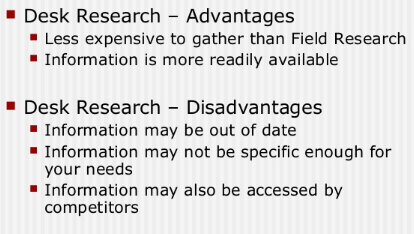 Desk Research – Advantages
Less expensive to gather than Field Research
Information is more readily available
Desk Research – Disadvantages
Information may be out of date
Information may not be specific enough for
your needs
Information may also be accessed by
competitors